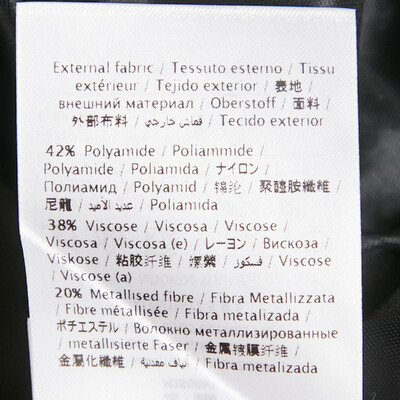 External fabric / Tessuto esterno / Tissu
extérieur / Tejido exterior / 表地 /
внешний материал / Oberstoff / 面料 /
外部布料 / قماش خارجي / Tecido exterior
42% Polyamide / Poliammide /
Polyamide / Poliamida / ナイロン /
Полиамид / Polyamid / 锦纶 / 聚醯胺纖維 /
尼龍 / عديد الأميد / Poliamida
38% Viscose / Viscosa / Viscose /
Viscosa / Viscosa (e) / レーヨン / Вискоза /
Viskose / 粘胶纤维 / 嫘縈 / فسكوز / Viscose
/ Viscose (a)
20% Metallised fibre / Fibra Metallizzata
/ Fibre métallisée / Fibra metalizada /
ポチエステル / Волокно металлизированные
/ metallisierte Faser / 金属镀膜纤维 /
金屬化纖維 / ألياف معدنية / Fibra metalizada